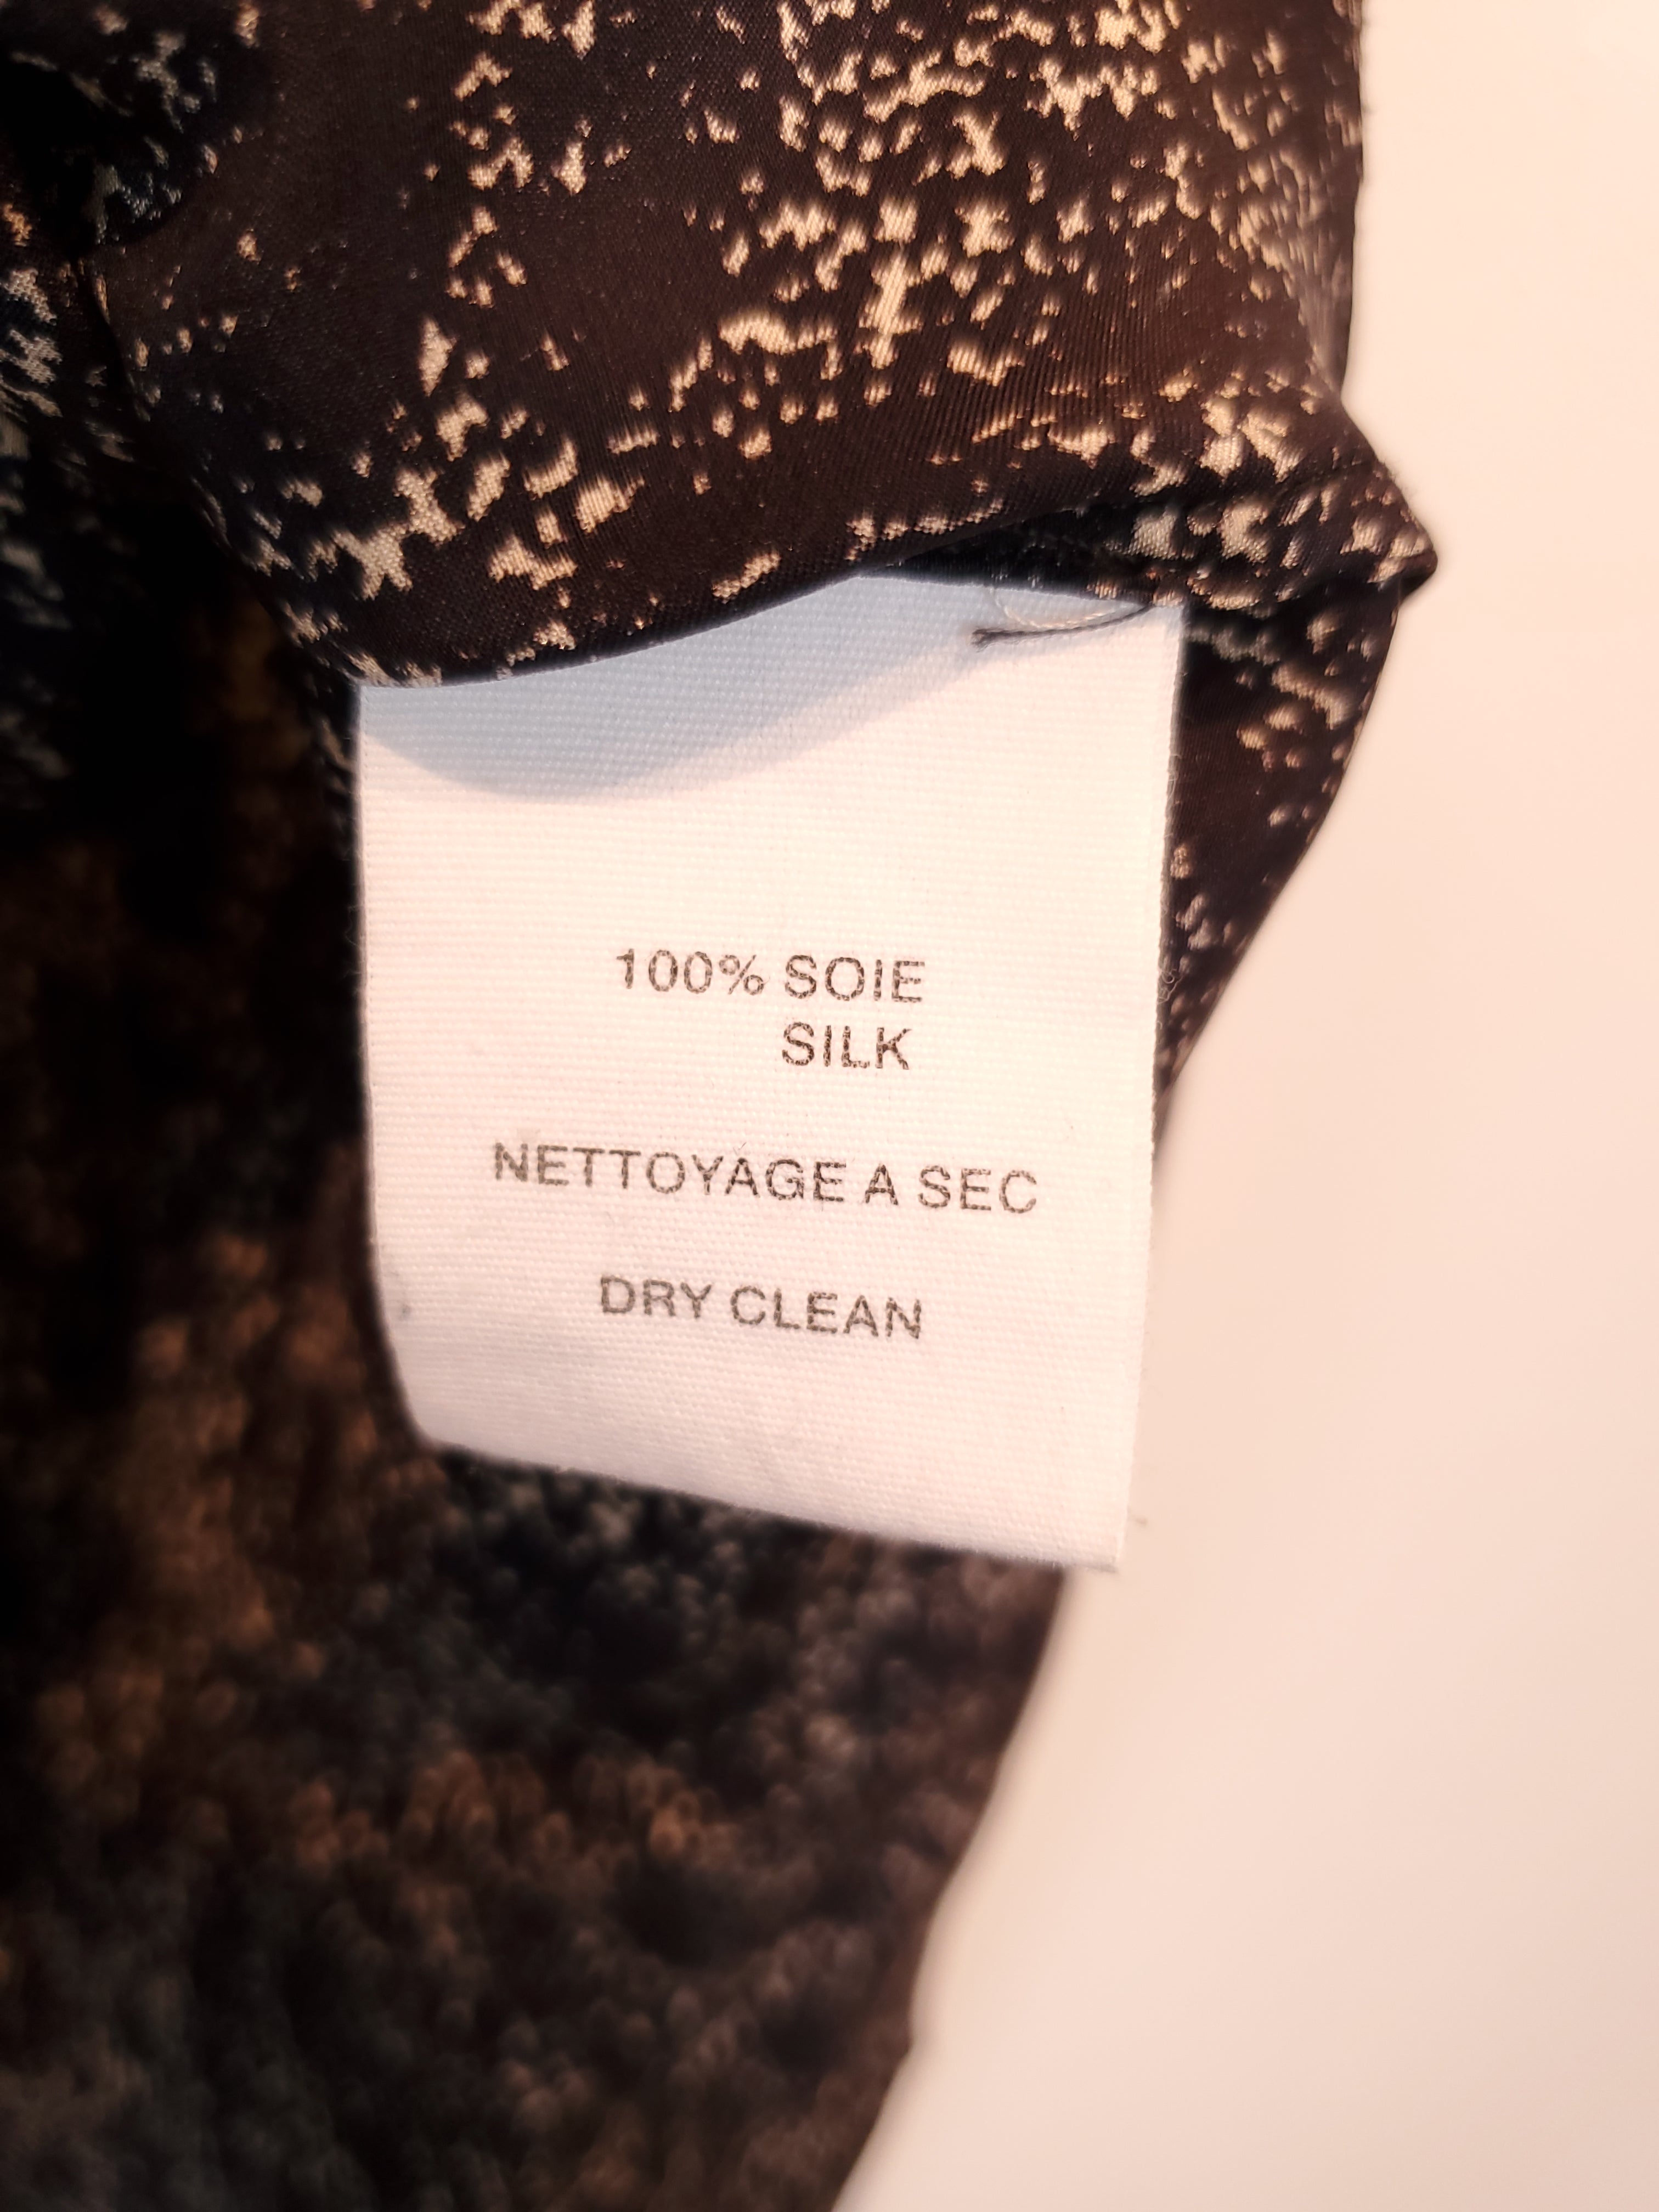 100% SOIE
SILK
NETTOYAGE A SEC
DRY CLEAN